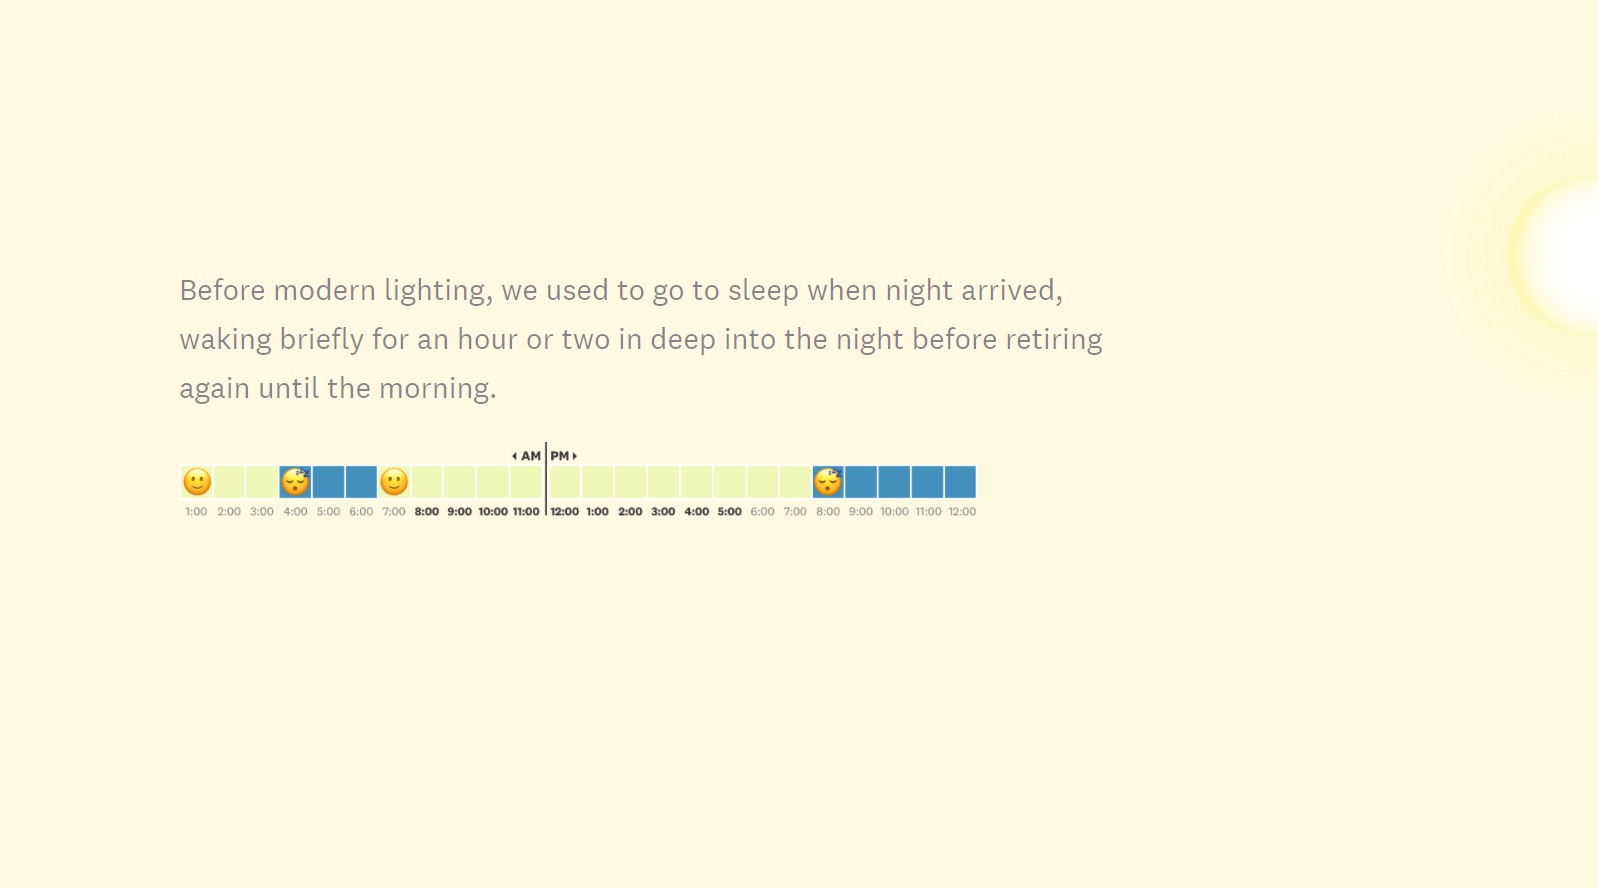 Before modern lighting, we used to go to sleep when night arrived,
waking briefly for an hour or two in deep into the night before retiring
again until the morning.
AM PM
1:00 2:00 3:00 4:00 5:00 6:00 7:00 8:00 9:00 10:00 11:00 12:00 1:00 2:00 3:00 4:00 5:00 6:00 7:00 8:00 9:00 10:00 11:00 12:00